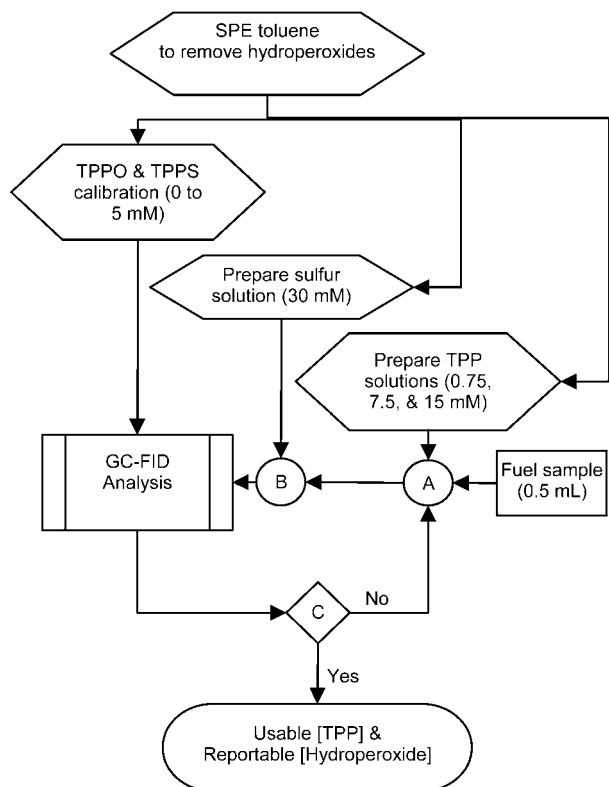 SPE toluene
to remove hydroperoxides
TPPO & TPPS
calibration (0 to
5 mM)
Prepare sulfur
solution (30 mM)
Prepare TPP
solutions (0.75,
7.5, & 15 mM)
GC-FID
Analysis
B
A
Fuel sample
(0.5 mL)
C
No
Yes
Usable [TPP] &
Reportable [Hydroperoxide]